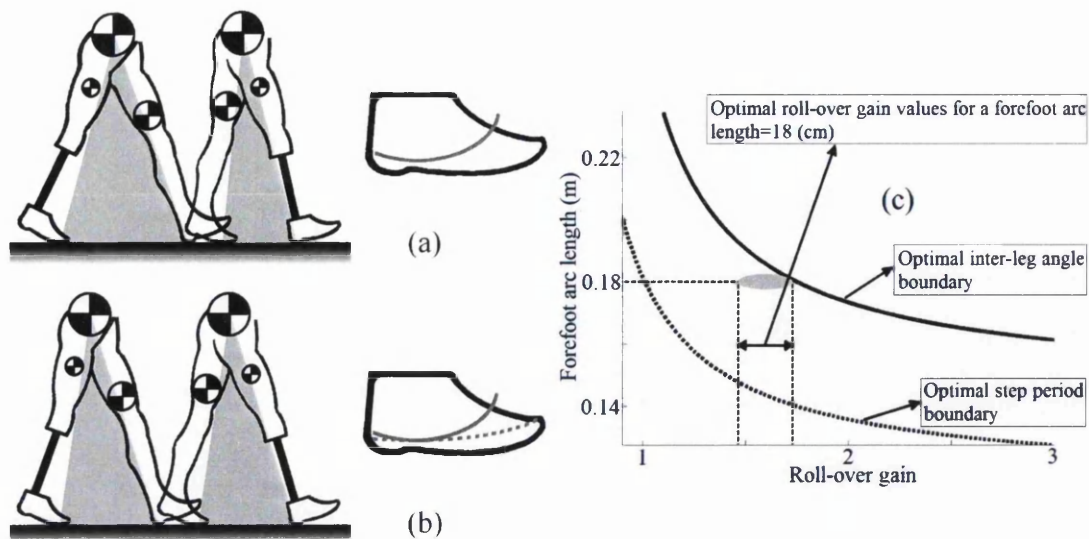 (a)
(b)
Optimal roll-over gain values for a forefoot arc
length=18 (cm)
(c)
0.22
0.18
0.14
Forefoot arc length (m)
Optimal inter-leg angle
boundary
Optimal step period
boundary
1
2
3
Roll-over gain